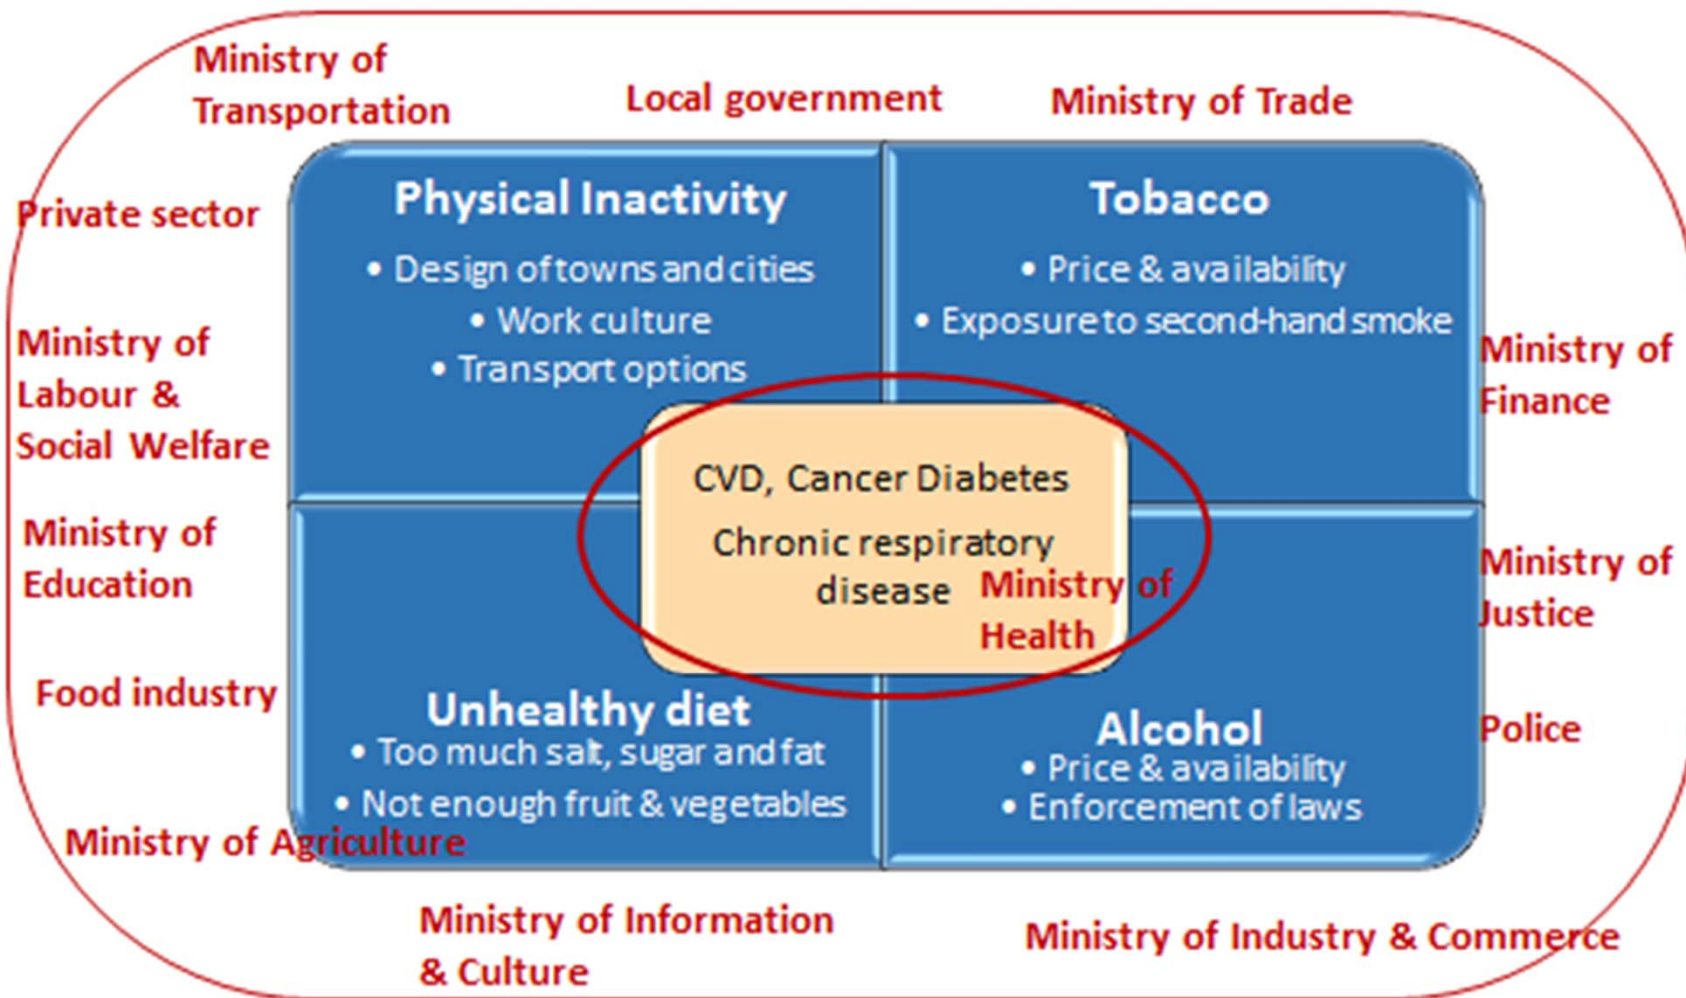 Ministry of
Transportation
Local government
Ministry of Trade
Private sector
Physical Inactivity
• Design of towns and cities
• Work culture
• Transport options
Tobacco
• Price & availability
• Exposure to second-hand smoke
Ministry of
Labour &
Social Welfare
Ministry of
Finance
CVD, Cancer Diabetes
Chronic respiratory
disease
Ministry of
Health
Ministry of
Education
Ministry of
Justice
Food industry
Unhealthy diet
• Too much salt, sugar and fat
• Not enough fruit & vegetables
Alcohol
• Price & availability
• Enforcement of laws
Police
Ministry of Agriculture
Ministry of Information
& Culture
Ministry of Industry & Commerce